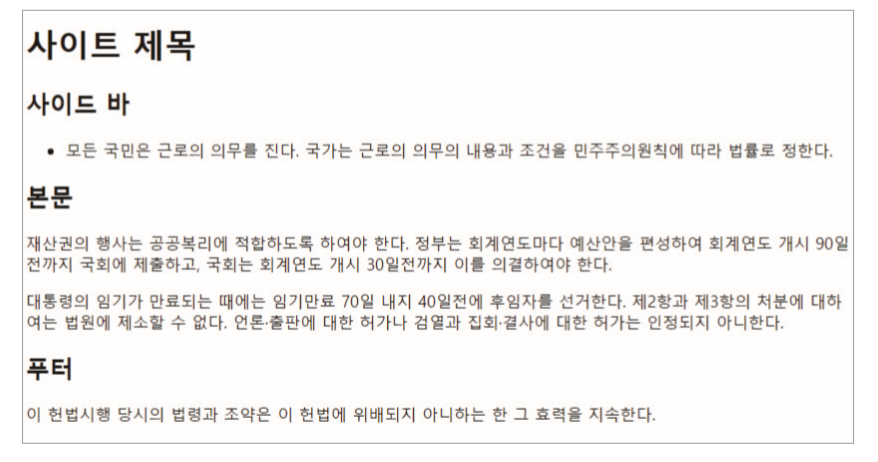 사이트 제목
사이드 바
• 모든 국민은 근로의 의무를 진다. 국가는 근로의 의무의 내용과 조건을 민주주의원칙에 따라 법률로 정한다.
본문
재산권의 행사는 공공복리에 적합하도록 하여야 한다. 정부는 회계연도마다 예산안을 편성하여 회계연도 개시 90일
전까지 국회에 제출하고, 국회는 회계연도 개시 30일전까지 이를 의결하여야 한다.
대통령의 임기가 만료되는 때에는 임기만료 70일 내지 40일전에 후임자를 선거한다. 제2항과 제3항의 처분에 대하
여는 법원에 제소할 수 없다. 언론·출판에 대한 허가나 검열과 집회·결사에 대한 허가는 인정되지 아니한다.
푸터
이 헌법시행 당시의 법령과 조약은 이 헌법에 위배되지 아니하는 한 그 효력을 지속한다.